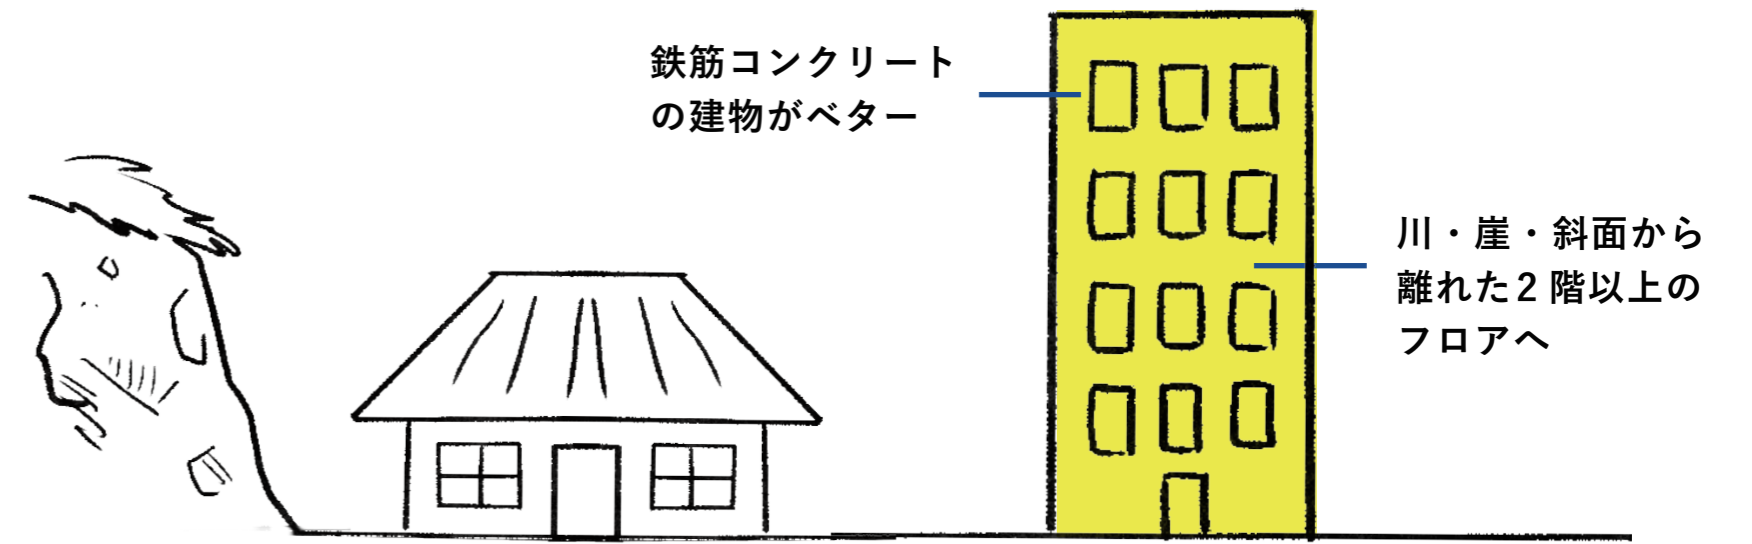 鉄筋コンクリート
の建物がベター
川・崖・斜面から
離れた2階以上の
フロアへ